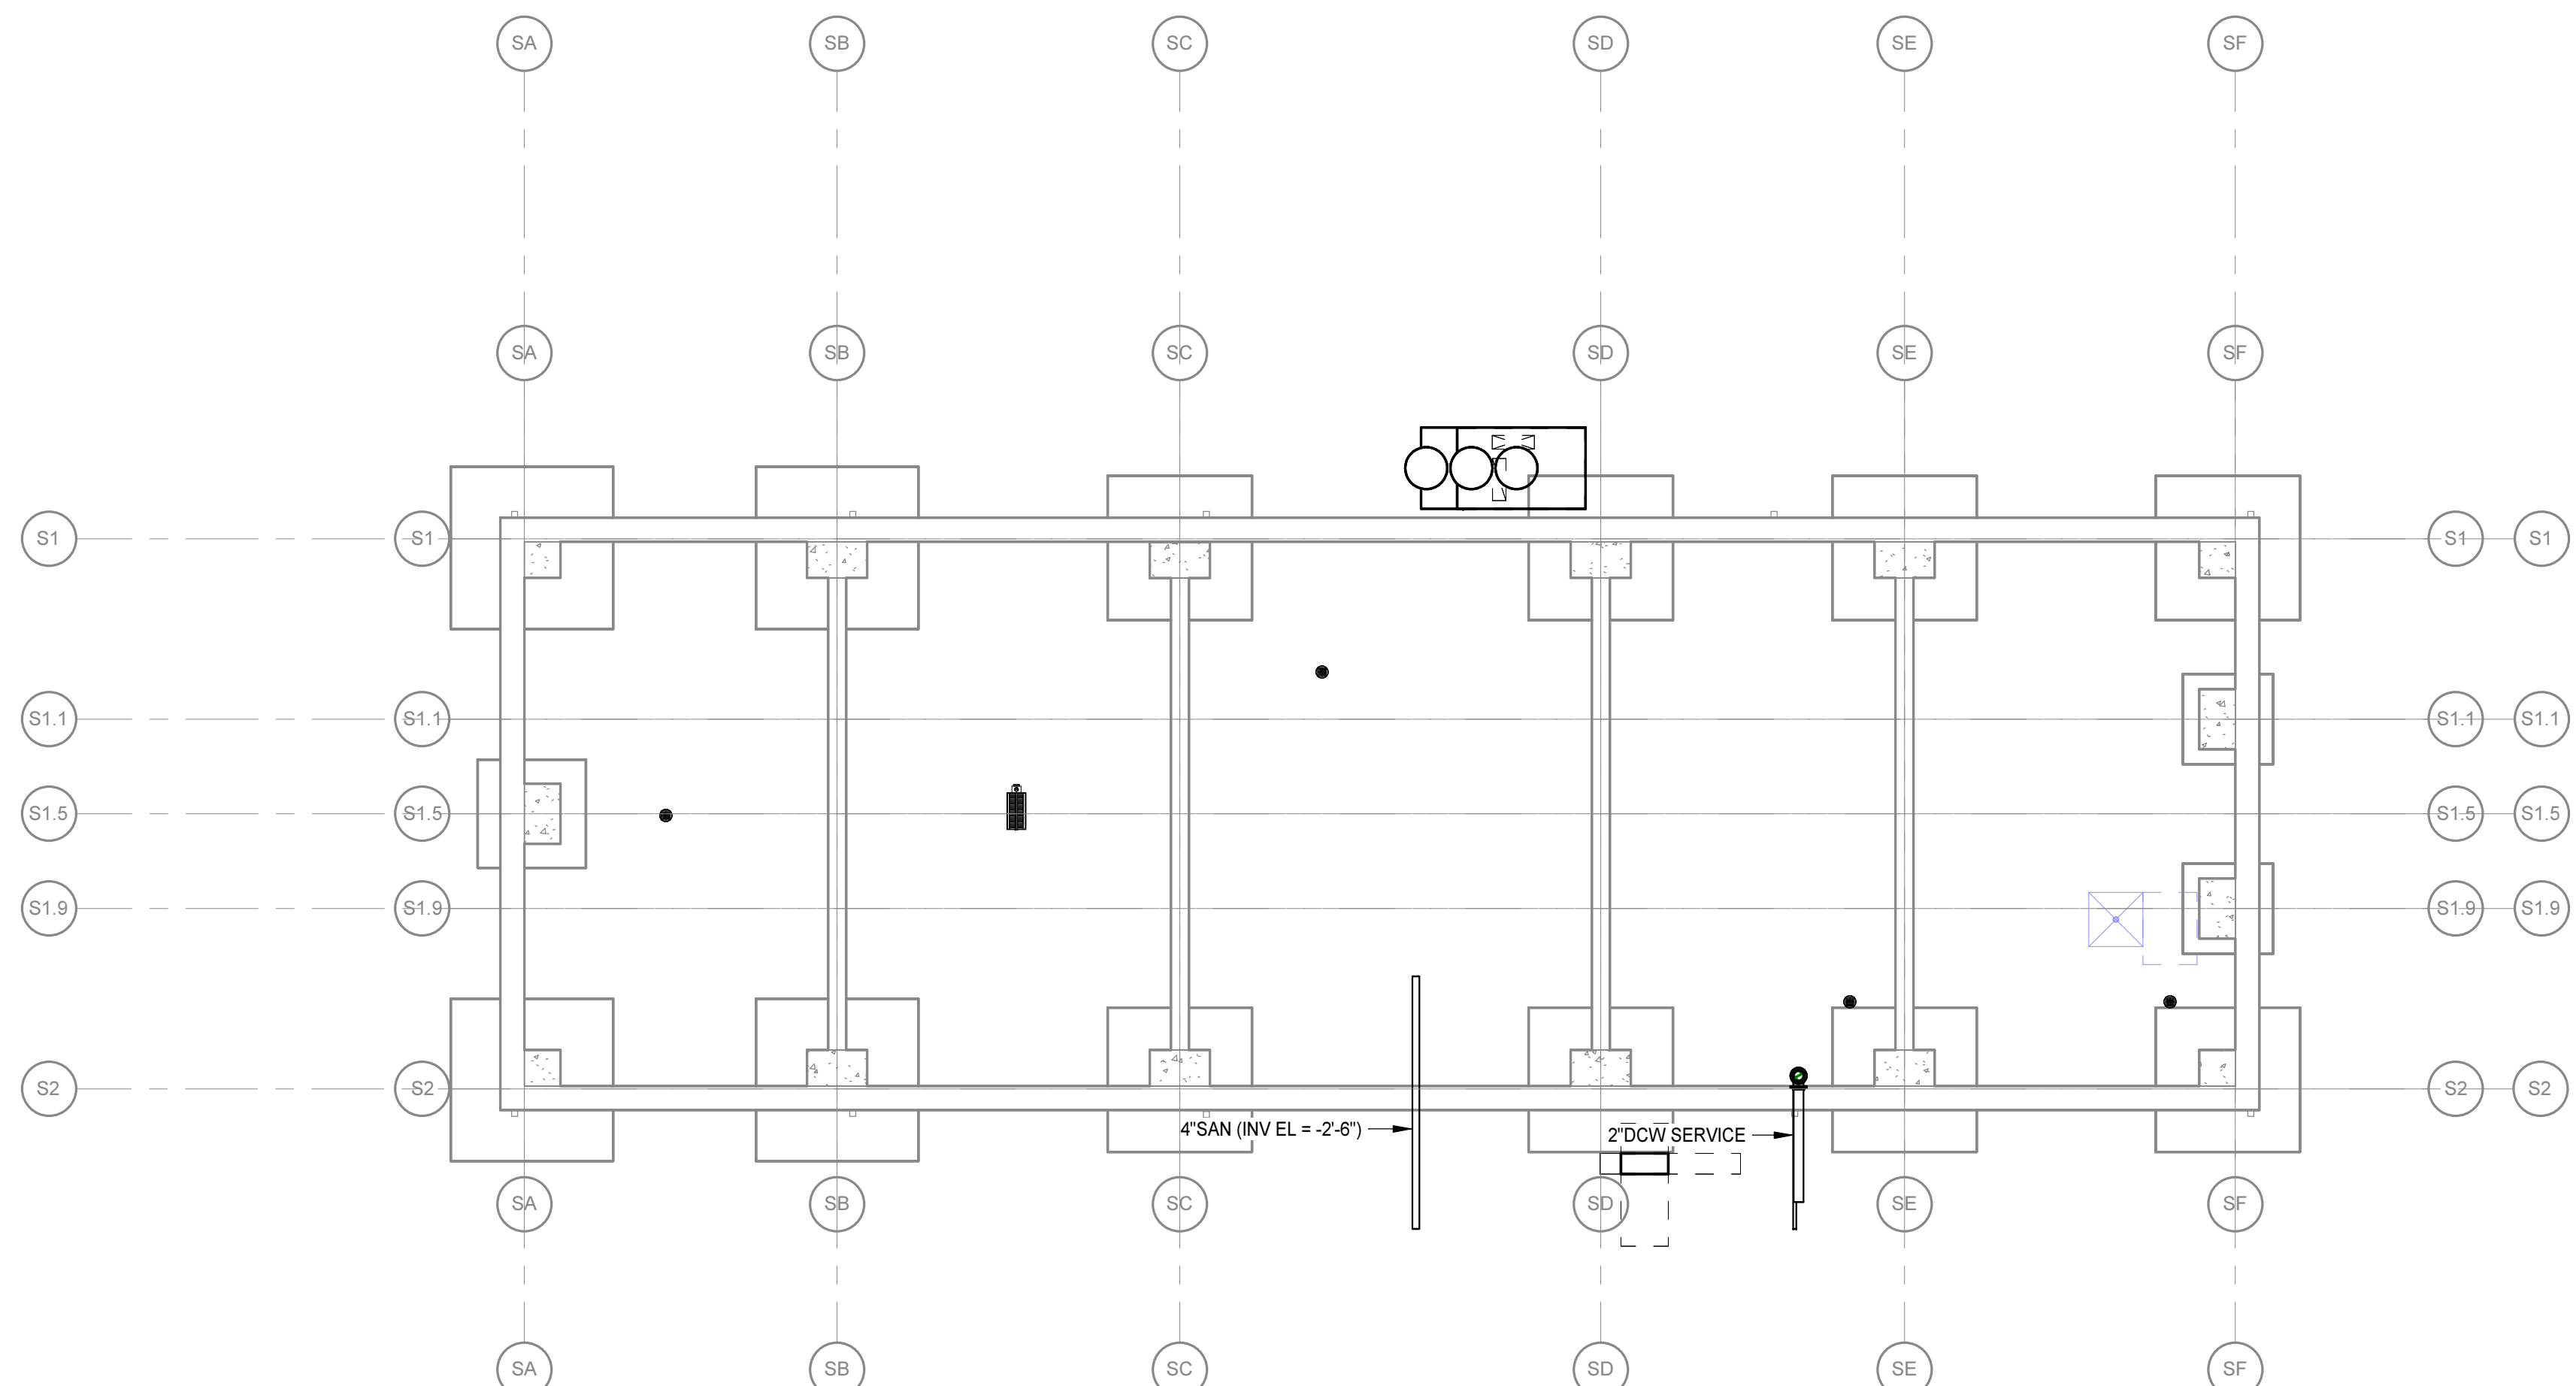 SA SB SC SD SE SF
SA SB SC SD SE SF
S1 S1 S1 S1
S1.1 S1.1 S1.1 S1.1
S1.5 S1.5 S1.5 S1.5
S1.9 S1.9 S1.9 S1.9
S2 S2 S2 S2
4"SAN (INV EL = -2'-6")
2"DCW SERVICE
SA SB SC SD SE SF
SA SB SC SD SE SF